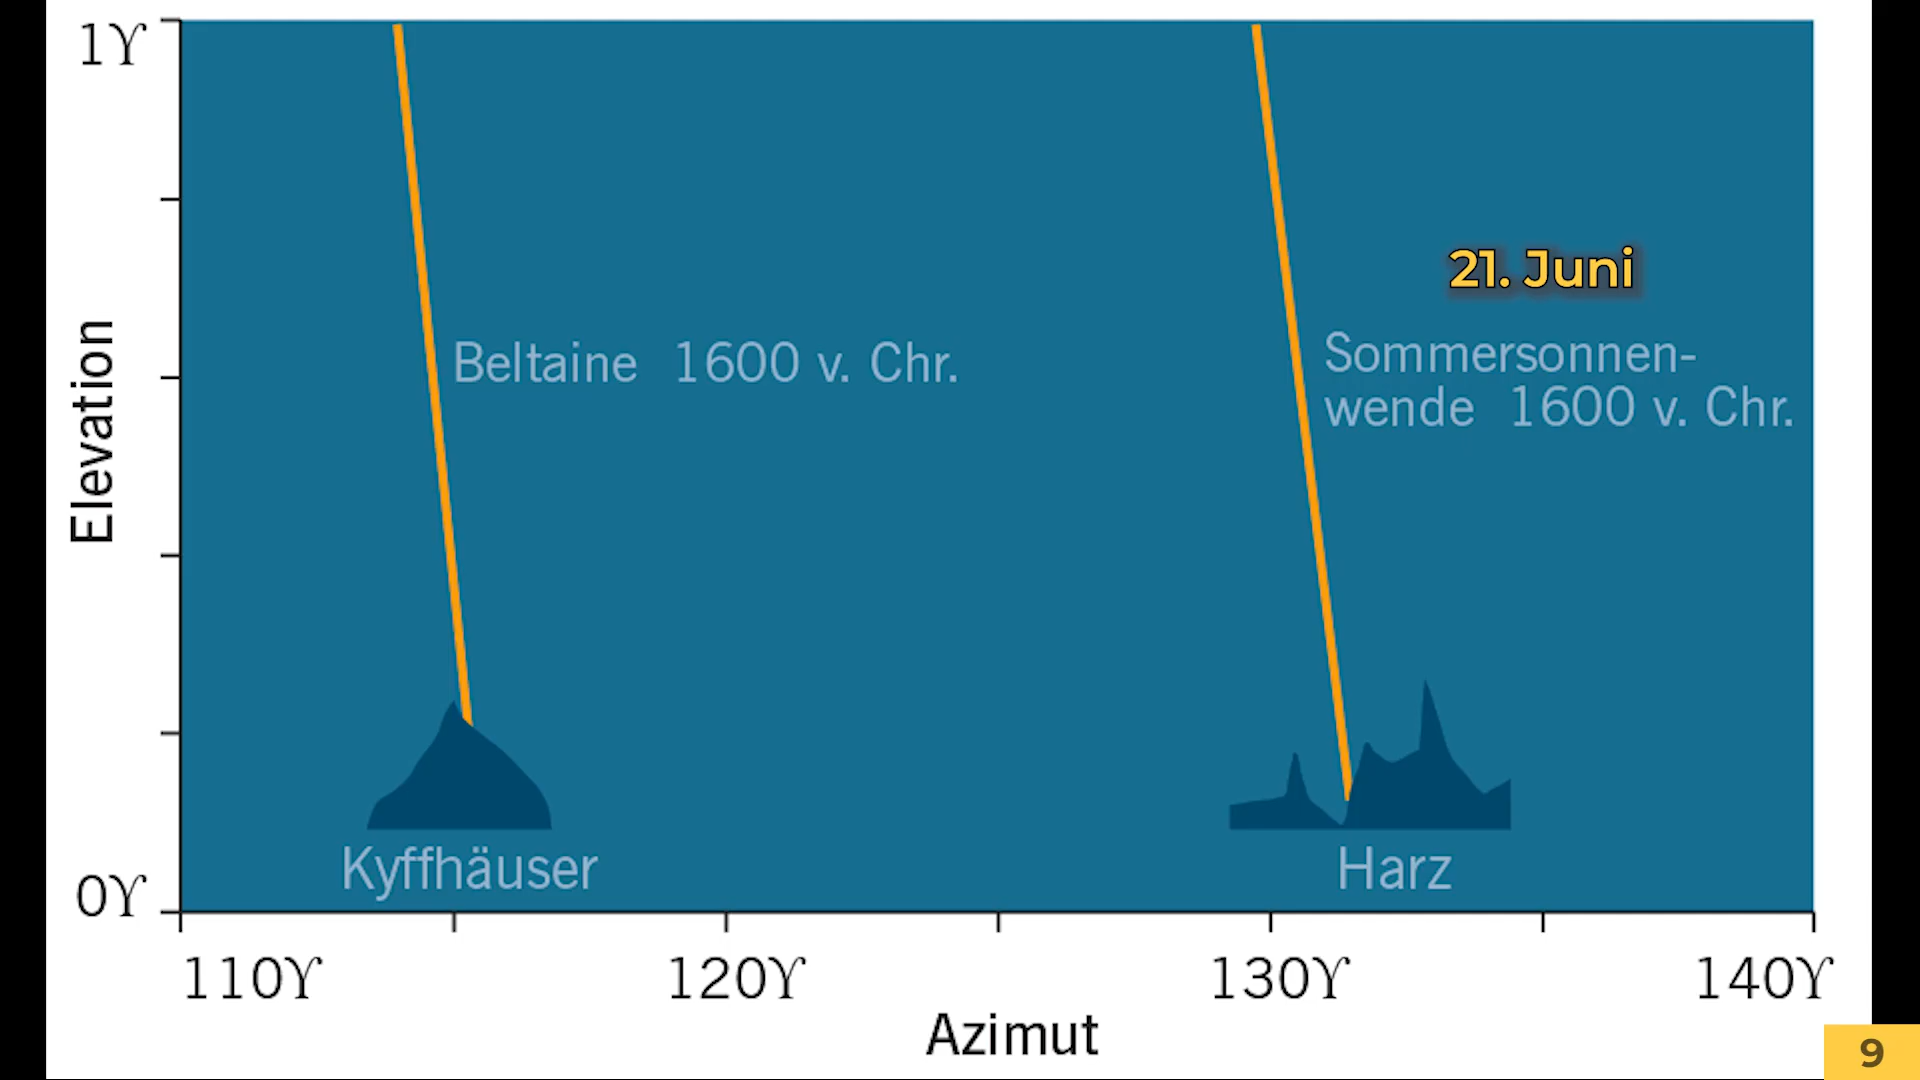 1ϒ
21. Juni
Elevation
Beltaine 1600 v. Chr.
Sommersonnen-
wende 1600 v. Chr.
Kyffhäuser
Harz
0ϒ
110ϒ
120ϒ
130ϒ
140ϒ
Azimut
9